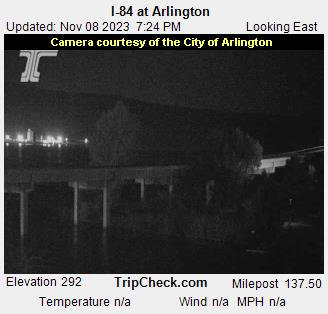 I-84 at Arlington
Updated: Nov 08 2023 7:24 PM Looking East
Camera courtesy of the City of Arlington
Elevation 292 TripCheck.com Milepost 137.50
Temperature n/a Wind n/a MPH n/a